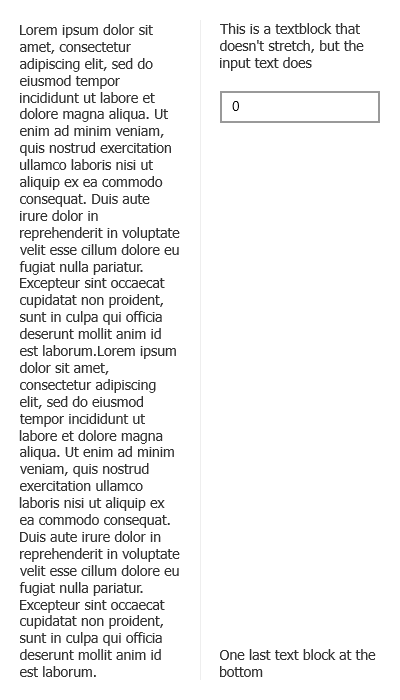 Lorem ipsum dolor sit
amet, consectetur
adipiscing elit, sed do
eiusmod tempor
incididunt ut labore et
dolore magna aliqua. Ut
enim ad minim veniam,
quis nostrud exercitation
ullamco laboris nisi ut
aliquip ex ea commodo
consequat. Duis aute
irure dolor in
reprehenderit in voluptate
velit esse cillum dolore eu
fugiat nulla pariatur.
Excepteur sint occaecat
cupidatat non proident,
sunt in culpa qui officia
deserunt mollit anim id
est laborum.Lorem ipsum
dolor sit amet,
consectetur adipiscing
elit, sed do eiusmod
tempor incididunt ut
labore et dolore magna
aliqua. Ut enim ad minim
veniam, quis nostrud
exercitation ullamco
laboris nisi ut aliquip ex
ea commodo consequat.
Duis aute irure dolor in
reprehenderit in voluptate
velit esse cillum dolore eu
fugiat nulla pariatur.
Excepteur sint occaecat
cupidatat non proident,
sunt in culpa qui officia
deserunt mollit anim id
est laborum.
This is a textblock that
doesn't stretch, but the
input text does
0
One last text block at the
bottom